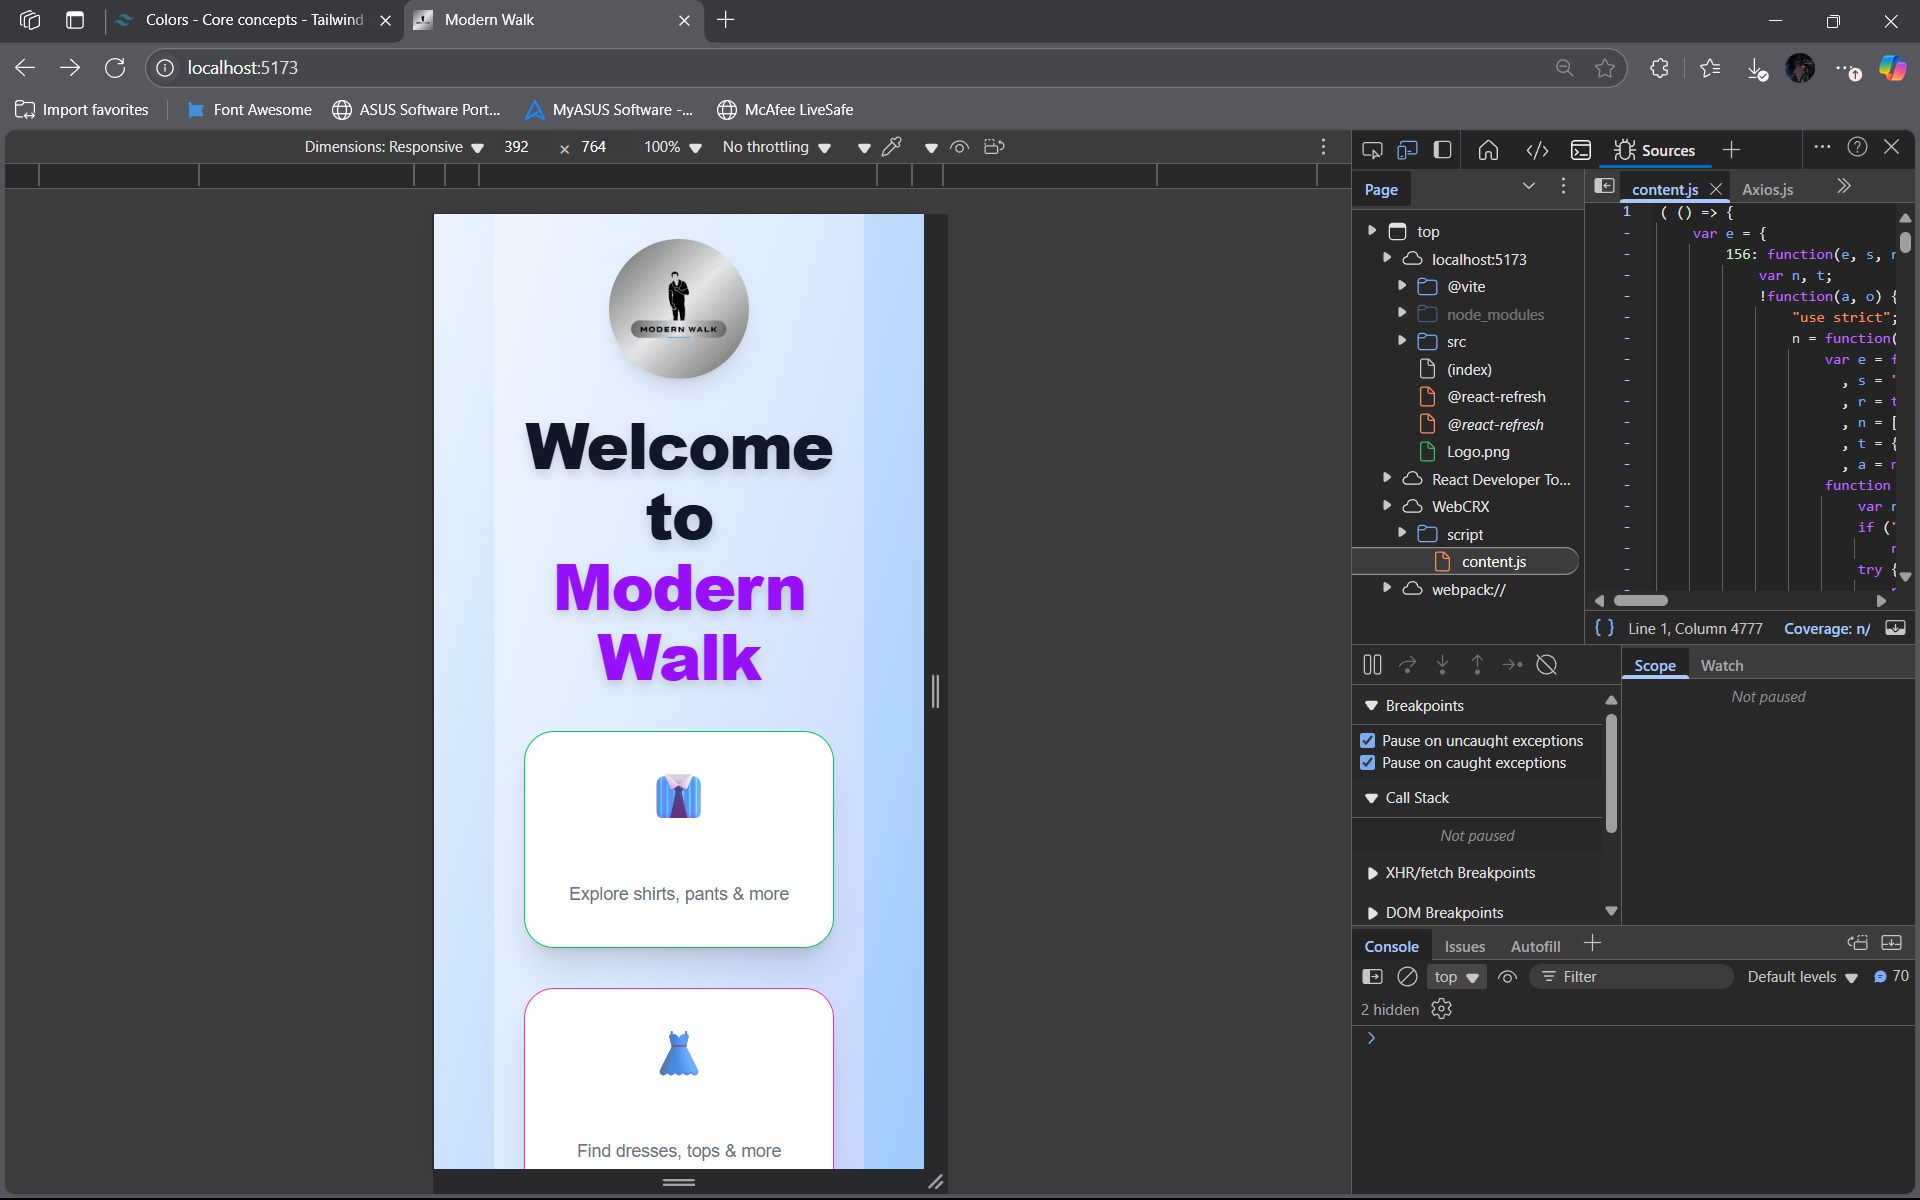 Colors - Core concepts - Tailwind
Modern Walk
localhost:5173
Import favorites
Font Awesome
ASUS Software Port...
MyASUS Software -...
McAfee LiveSafe
Dimensions: Responsive
392
×
764
100%
No throttling
Sources
Page
content.js
Axios.js
top
localhost:5173
@vite
node_modules
src
(index)
@react-refresh
@react-refresh
Logo.png
React Developer To...
WebCRX
script
content.js
webpack://
1
( () => {
var e = {
156: function(e, s, r
var n, t;
!function(a, o) {
"use strict";
n = function(
var e = f
, s = "
, r = t
, n = [
, t = {
, a = r
function
var r
if ("
try {
{ } Line 1, Column 4777
Coverage: n/
MODERN WALK
Welcome
to
Modern
Walk
Explore shirts, pants & more
Find dresses, tops & more
Scope
Watch
Not paused
Breakpoints
Pause on uncaught exceptions
Pause on caught exceptions
Call Stack
Not paused
XHR/fetch Breakpoints
DOM Breakpoints
Console
Issues
Autofill
top
Filter
Default levels
70
2 hidden